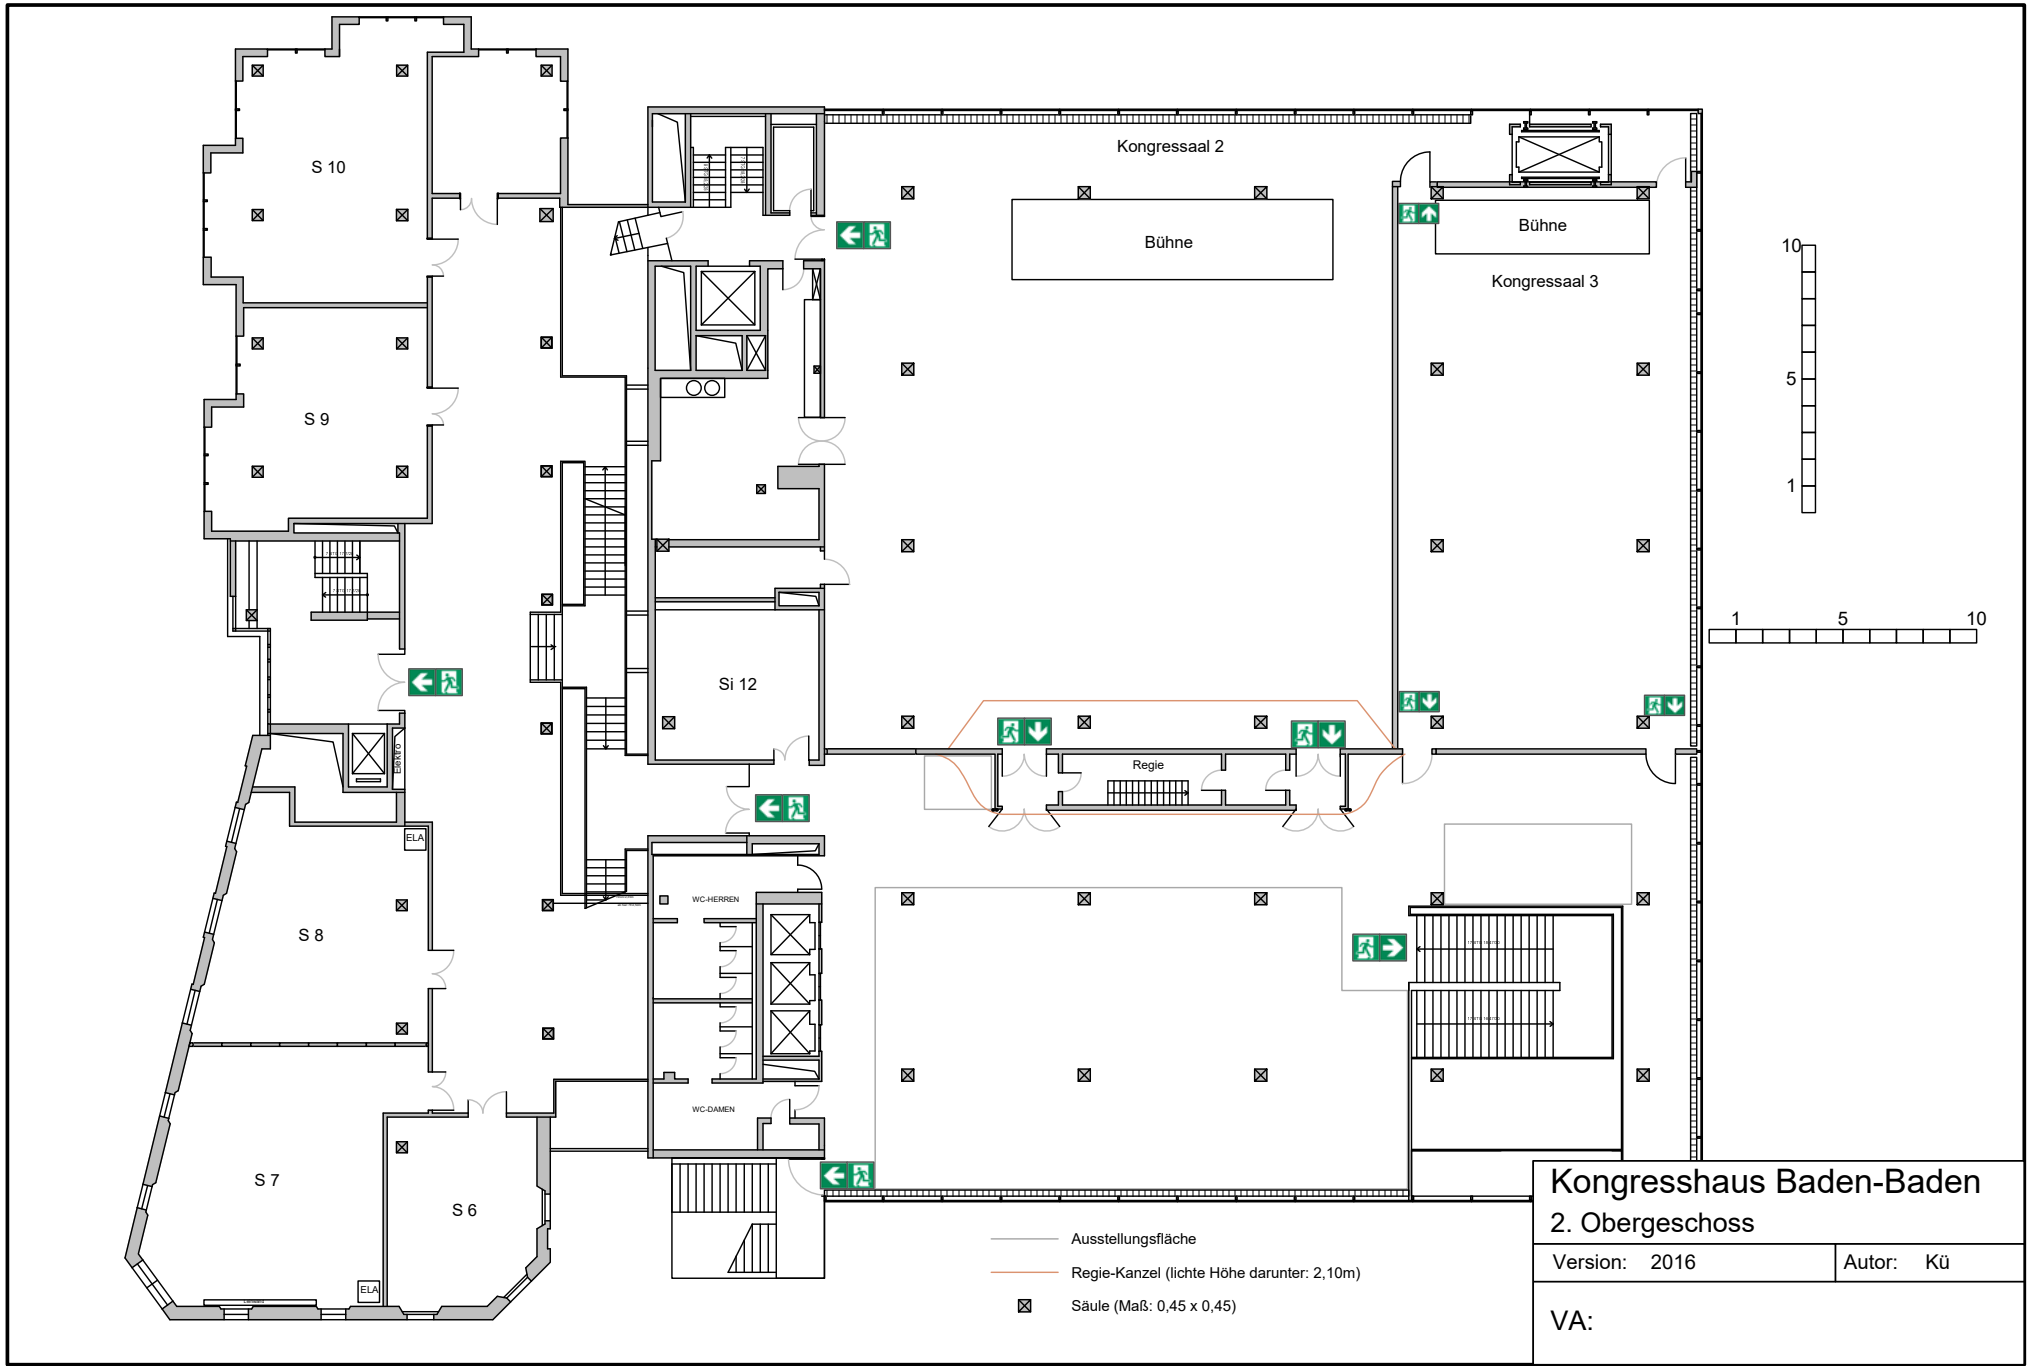 Kongressaal 2
S 10
Bühne
Bühne
Kongressaal 3
10
5
1
S 9
1 5 10
Si 12
Elektro
Regie
ELA
WC-HERREN
S 8
WC-DAMEN
S 7
S 6
ELA
Ausstellungsfläche
Regie-Kanzel (lichte Höhe darunter: 2,10m)
Säule (Maß: 0,45 x 0,45)
Kongresshaus Baden-Baden
2. Obergeschoss
Version: 2016
Autor: Kü
VA: